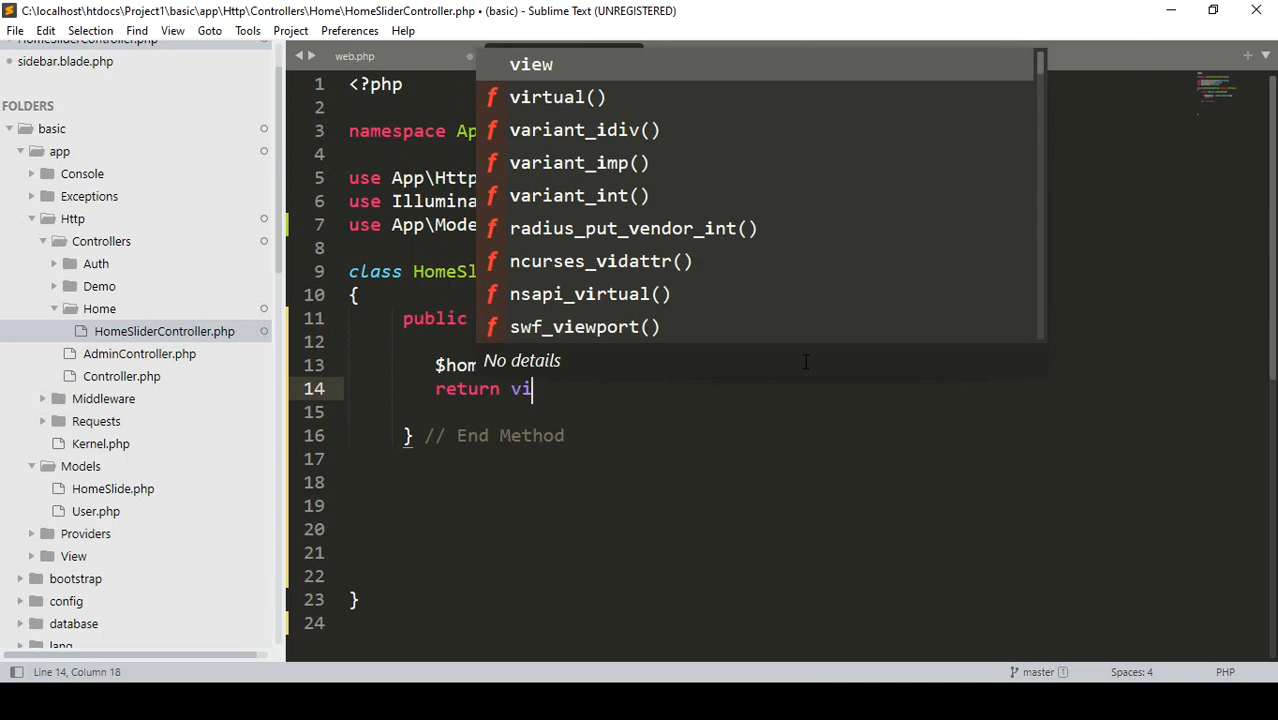 C:\localhost\htdocs\Project1\basic\app\Http\Controllers\Home\HomeSliderController.php • (basic) - Sublime Text (UNREGISTERED)
File Edit Selection Find View Goto Tools Project Preferences Help
HomeSliderController.php
sidebar.blade.php
FOLDERS
basic
app
Console
Exceptions
Http
Controllers
Auth
Demo
Home
HomeSliderController.php
AdminController.php
Controller.php
Middleware
Requests
Kernel.php
Models
HomeSlide.php
User.php
Providers
View
bootstrap
config
database
lang
web.php
1 <?php
2
3 namespace Ap
4
5 use App\Http
6 use Illumina
7 use App\Mode
8
9 class HomeSl
10 {
11 public
12
13 $hom
14 return vi
15
16 } // End Method
17
18
19
20
21
22
23 }
24
view
f virtual()
f variant_idiv()
f variant_imp()
f variant_int()
f radius_put_vendor_int()
f ncurses_vidattr()
f nsapi_virtual()
f swf_viewport()
No details
Line 14, Column 18
master 1
Spaces: 4
PHP